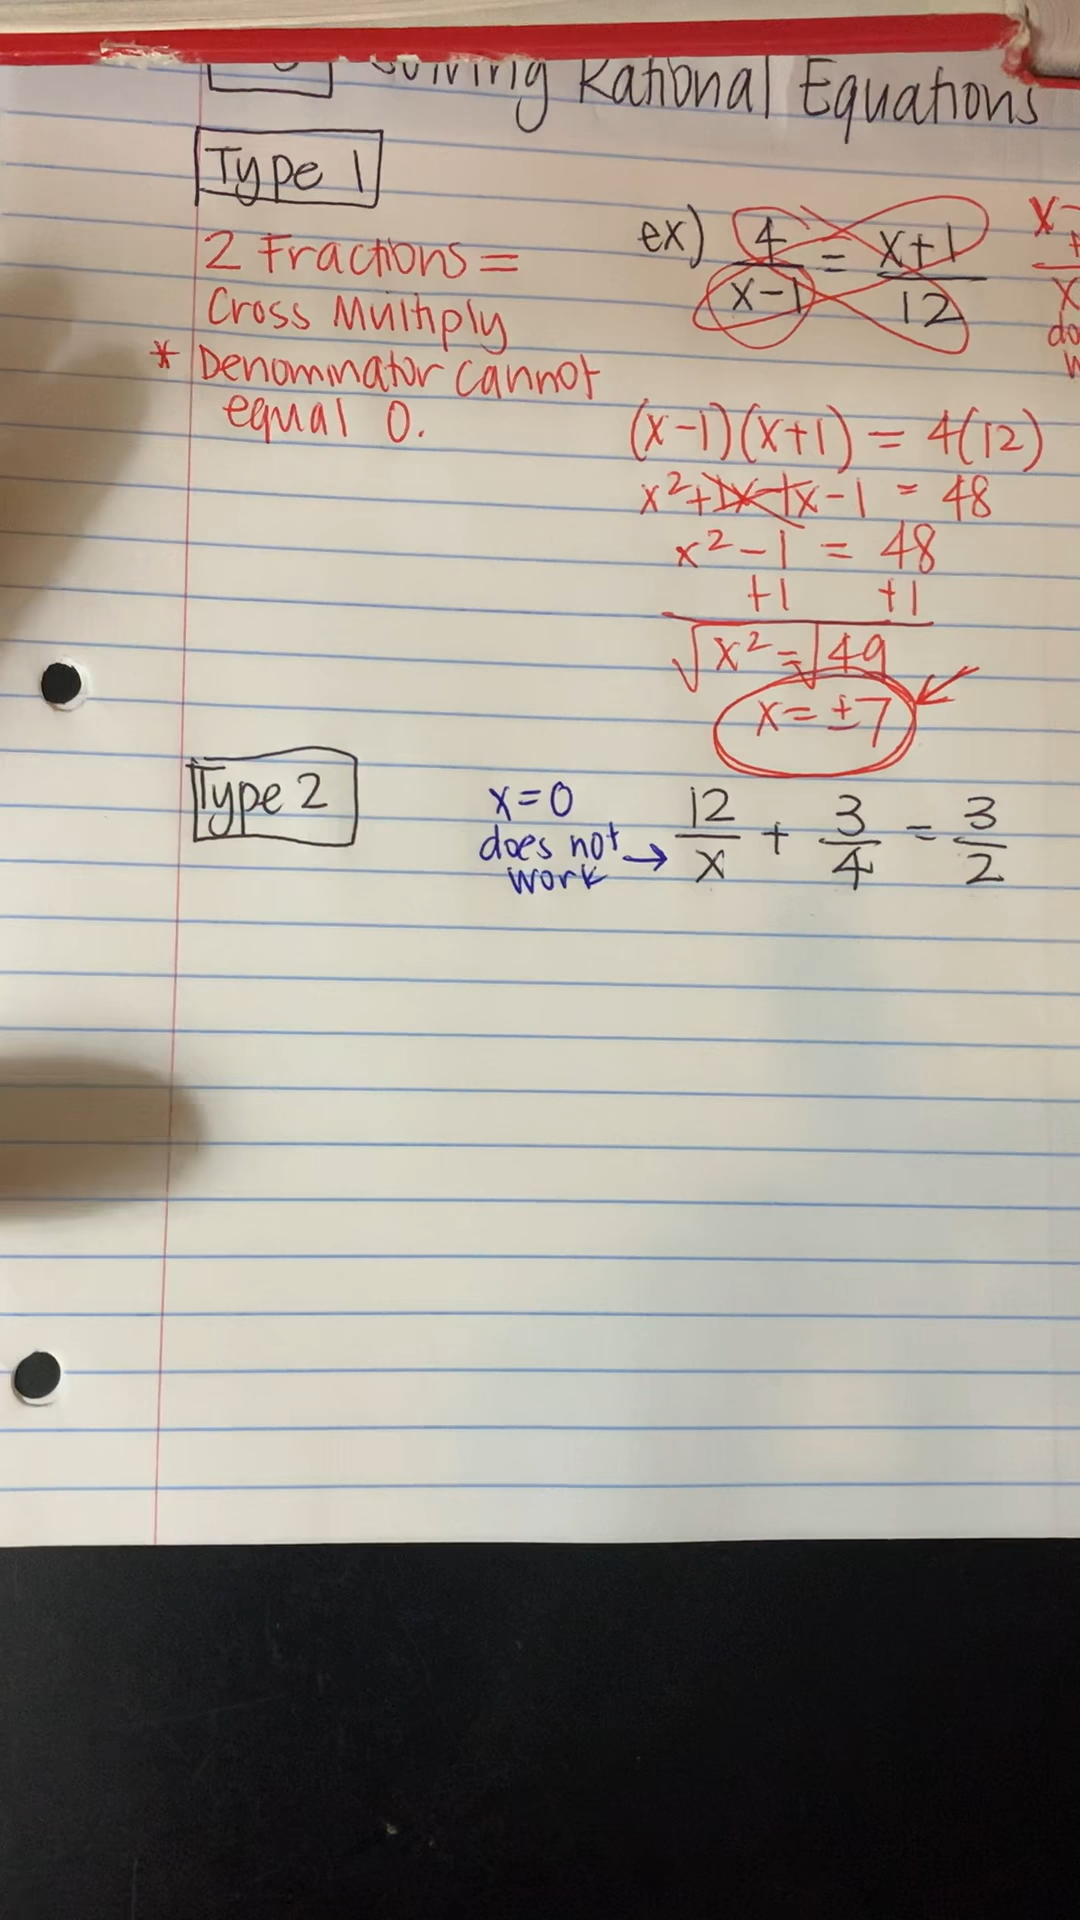 Solving Rational Equations
Type 1
2 Fractions =
Cross Multiply
* Denominator cannot
equal 0.
ex) 4/x-1 = x+1/12
(x-1)(x+1) = 4(12)
x²+1x-1x-1 = 48
x²-1 = 48
+1 +1
√x² = √49
x = ±7
Type 2
x=0
does not →
work
12/x + 3/4 = 3/2